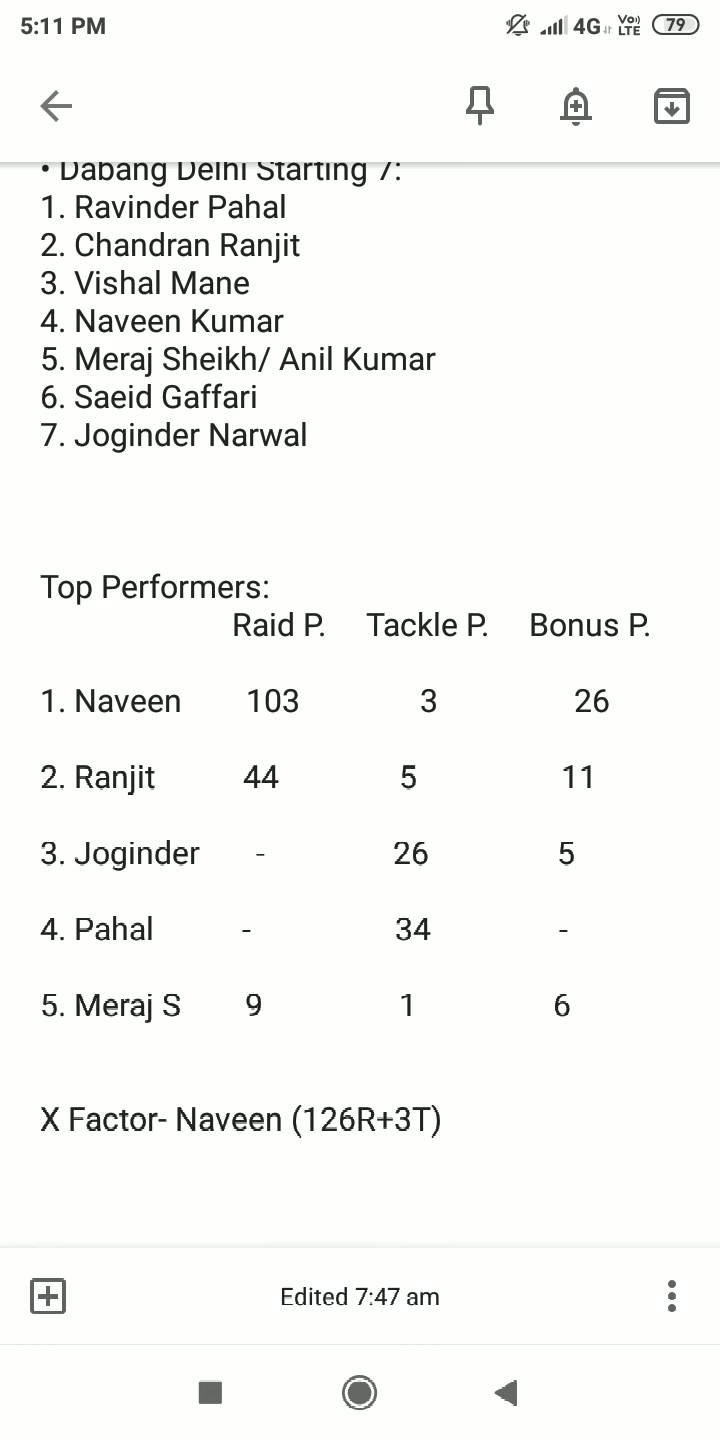 5:11 PM 4G Vo) LTE 79
• Dabang Delhi Starting 7:
1. Ravinder Pahal
2. Chandran Ranjit
3. Vishal Mane
4. Naveen Kumar
5. Meraj Sheikh/ Anil Kumar
6. Saeid Gaffari
7. Joginder Narwal
Top Performers:
Raid P. Tackle P. Bonus P.
1. Naveen 103 3 26
2. Ranjit 44 5 11
3. Joginder - 26 5
4. Pahal - 34 -
5. Meraj S 9 1 6
X Factor- Naveen (126R+3T)
Edited 7:47 am